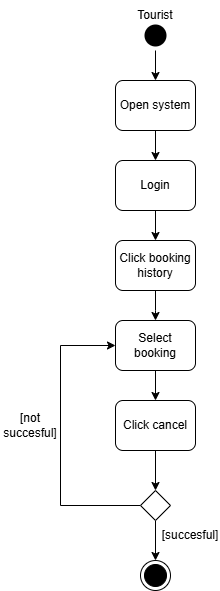 Tourist
Open system
Login
Click booking
history
Select
booking
[not
succesful]
Click cancel
[succesful]